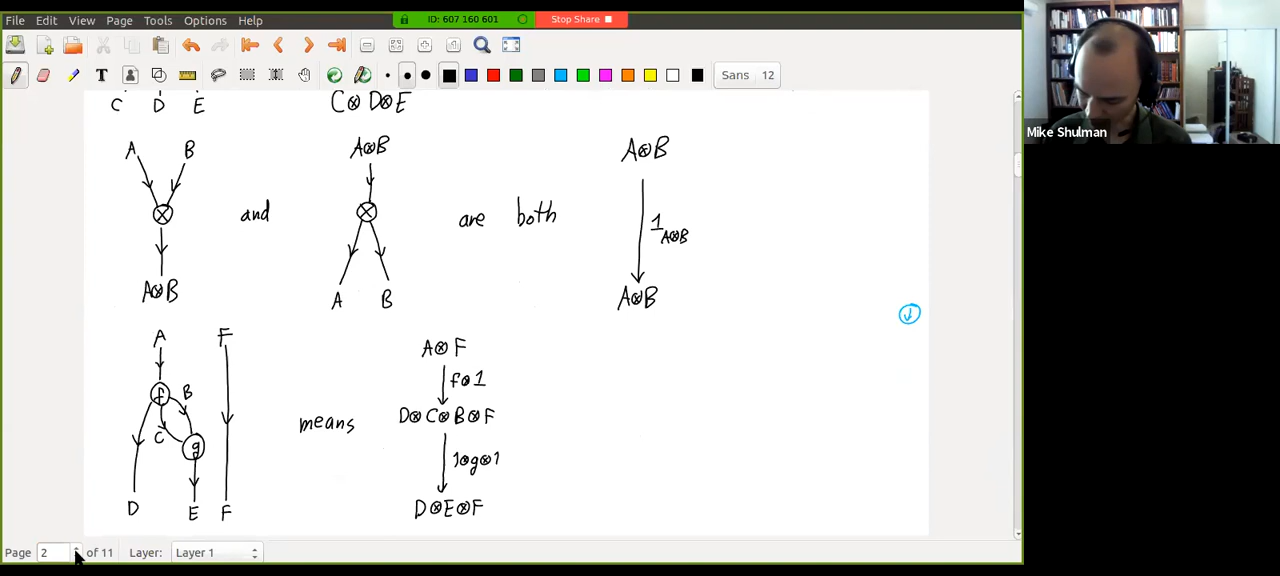 File Edit View Page Tools Options Help
ID: 607 160 601 Stop Share
Sans 12
Mike Shulman
C D E C⊗ D⊗E
A B A⊗B A⊗B
and are both 1 A⊗B
A⊗B A B A⊗B
A F A⊗F
f B f⊗1
C means D⊗C⊗B⊗F
g 1⊗g⊗1
D E F D⊗E⊗F
Page 2 of 11 Layer: Layer 1